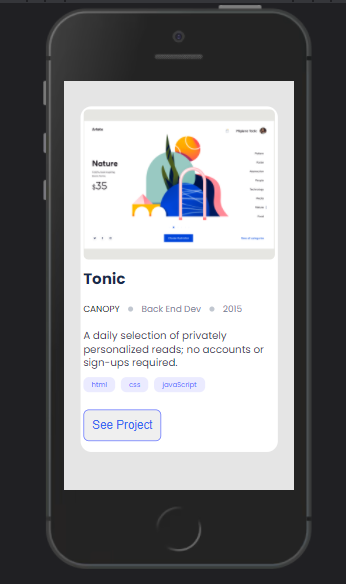 Nature
$35
Tonic
CANOPY Back End Dev 2015
A daily selection of privately
personalized reads; no accounts or
sign-ups required.
html css javaScript
See Project